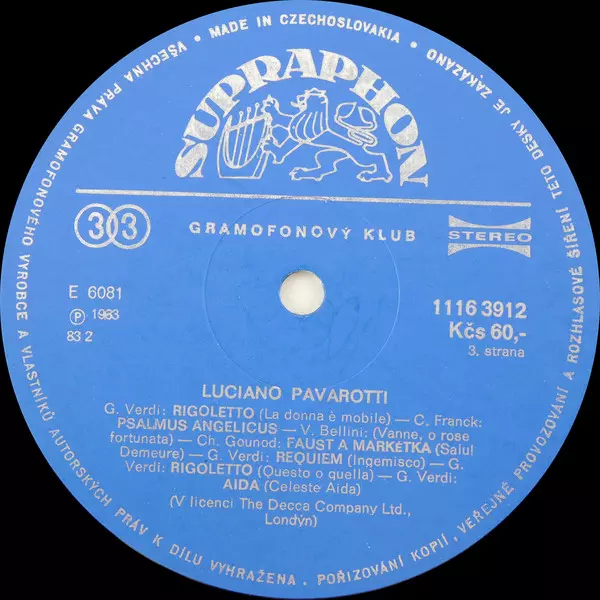 • MADE IN CZECHOSLOVAKIA •
VŠECHNA PRÁVA GRAMOFONOVÉHO VÝROBCE A VLASTNÍKŮ AUTORSKÝCH PRÁV K DÍLU VYHRAŽENA. POŘIZOVÁNÍ KOPIÍ, VEŘEJNÉ PROVOZOVÁNÍ A ROZHLASOVÉ ŠÍŘENÍ TÉTO DESKY JE ZAKÁZÁNO
SUPRAPHON
33
GRAMOFONOVÝ KLUB
STEREO
E 6081
℗ 1983
83 2
1116 3912
Kčs 60,-
3. strana
LUCIANO PAVAROTTI
G. Verdi: RIGOLETTO (La donna è mobile) — C. Franck:
PSALMUS ANGELICUS — V. Bellini: (Vanne, o rose
fortunata) — Ch. Gounod: FAUST A MARKÉTKA (Salul
Demeure) — G. Verdi: REQUIEM (Ingemisco) — G.
Verdi: RIGOLETTO (Questo o quella) — G. Verdi:
AIDA (Celeste Aida)
(V licenci The Decca Company Ltd.,
Londýn)